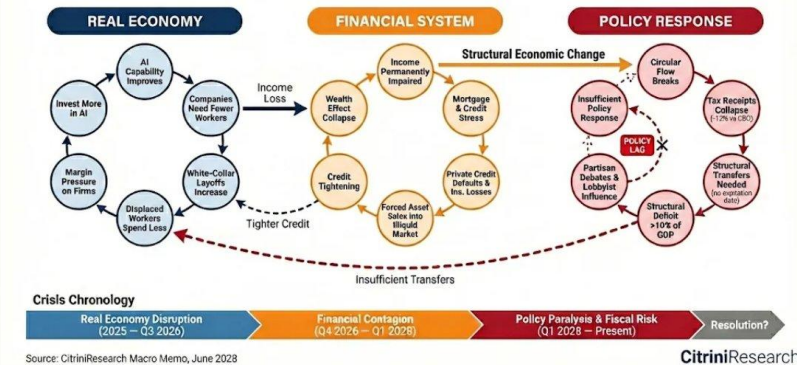 REAL ECONOMY
FINANCIAL SYSTEM
POLICY RESPONSE
AI
Capability
Improves
Companies
Need Fewer
Workers
White-Collar
Layoffs
Increase
Displaced
Workers
Spend Less
Margin
Pressure
on Firms
Invest More
in AI
Income
Loss
Income
Permanently
Impaired
Mortgage
& Credit
Stress
Private Credit
Defaults &
Ins. Losses
Forced Asset
Salex into
Illiquid
Market
Credit
Tightening
Wealth
Effect
Collapse
Tighter Credit
Structural Economic Change
Circular
Flow
Breaks
Tax Receipts
Collapse
(-12% vs CBO)
Structural
Transfers
Needed
(no expitation
date)
Structural
Deficit
>10% of
GOP
Partisan
Debates &
Lobbyist
Influence
Insufficient
Policy
Response
POLICY
LAG
Insufficient Transfers
Crisis Chronology
Real Economy Disruption
(2025 — Q3 2026)
Financial Contagion
(Q4 2026 — Q1 2028)
Policy Paralysis & Fiscal Risk
(Q1 2028 — Present)
Resolution?
Source: CitriniResearch Macro Memo, June 2028
CitriniResearch